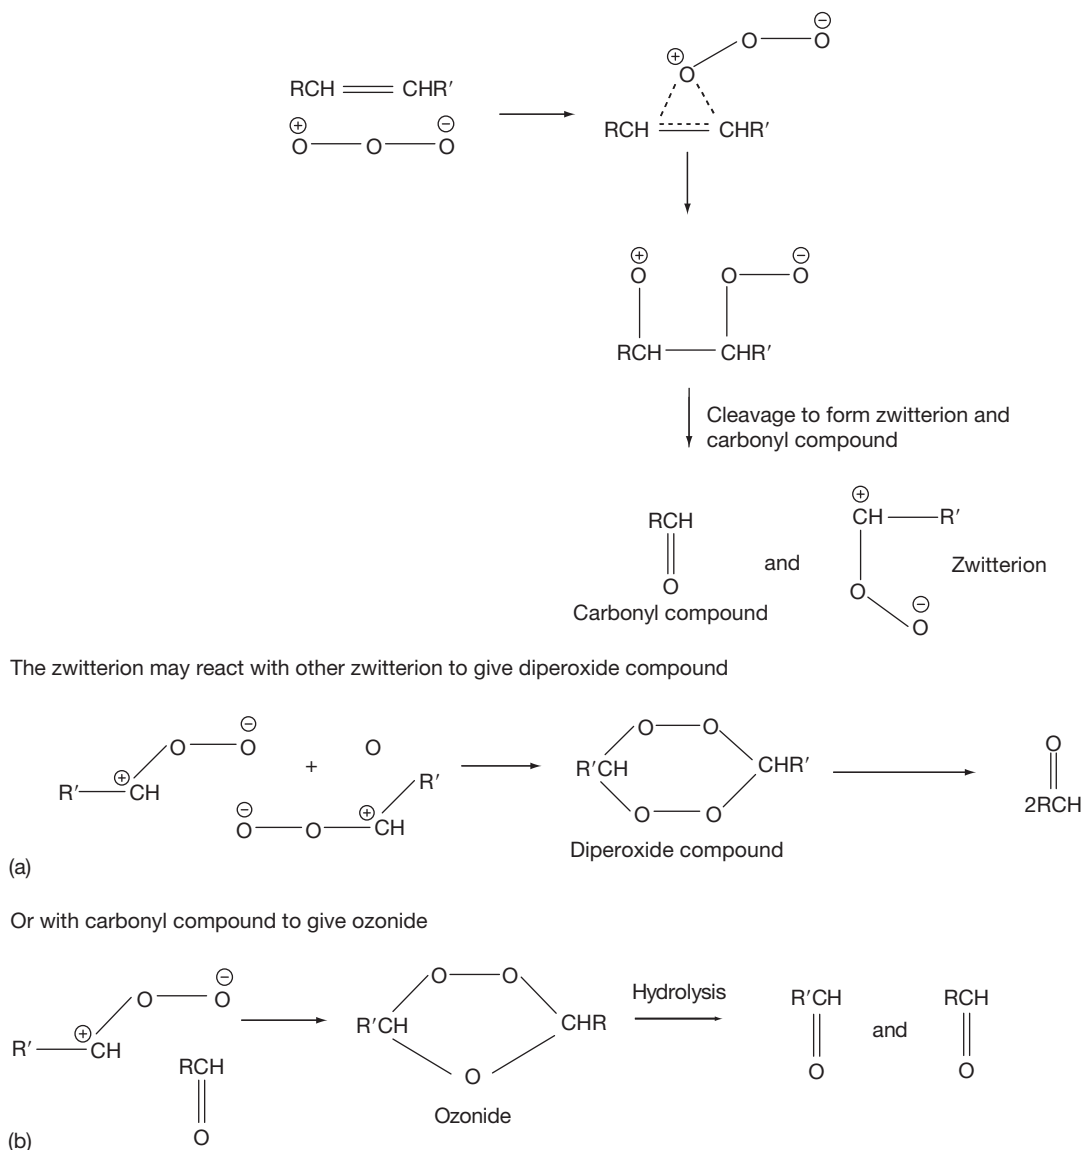 O O ⊖
⊕ O
RCH CHR′
⊕ ⊖
O O O
RCH CHR′
⊕ ⊖
O O O
RCH CHR′
Cleavage to form zwitterion and
carbonyl compound
⊕
RCH CH R′
and Zwitterion
O O ⊖
Carbonyl compound O
The zwitterion may react with other zwitterion to give diperoxide compound
⊖
O O O O O O
R′ ⊕ CH + R′ R′CH CHR′
⊖ O O ⊕ CH O O 2RCH
Diperoxide compound
(a)
Or with carbonyl compound to give ozonide
⊖
O O O O Hydrolysis R′CH RCH
R′ ⊕ CH R′CH CHR and
RCH O O O
O Ozonide
(b)